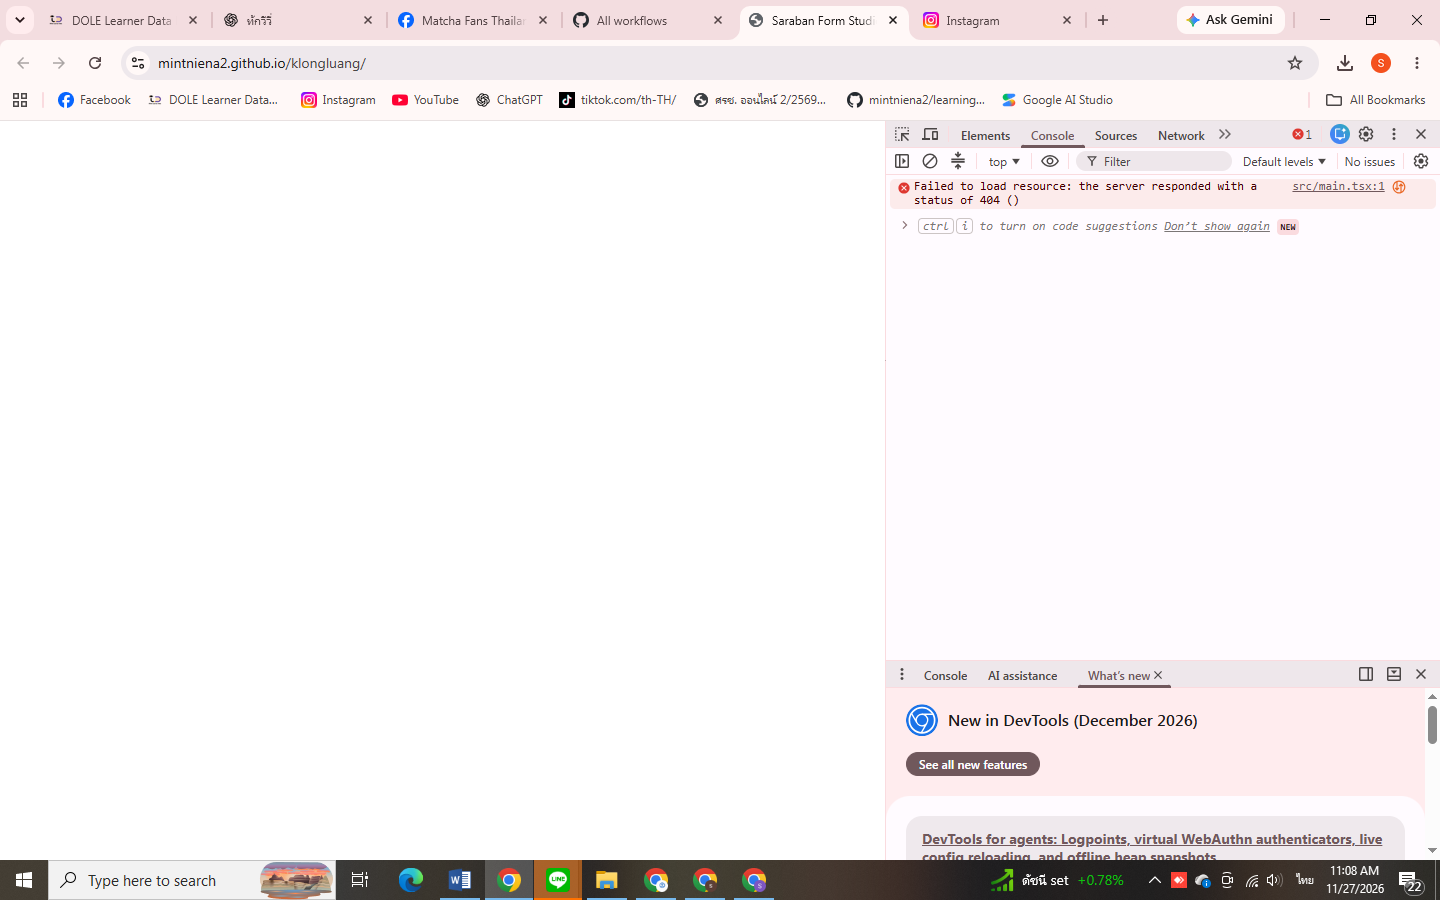 DOLE Learner Data
ทักวิรี่
Matcha Fans Thailan
All workflows
Saraban Form Studi
Instagram
Ask Gemini
mintniena2.github.io/klongluang/
S
Facebook
DOLE Learner Data...
Instagram
YouTube
ChatGPT
tiktok.com/th-TH/
ศรช. ออนไลน์ 2/2569...
mintniena2/learning...
Google AI Studio
All Bookmarks
Elements
Console
Sources
Network
1
top
Filter
Default levels
No issues
Failed to load resource: the server responded with a src/main.tsx:1
status of 404 ()
ctrl i to turn on code suggestions Don't show again NEW
Console
AI assistance
What's new
New in DevTools (December 2026)
See all new features
DevTools for agents: Logpoints, virtual WebAuthn authenticators, live
config reloading, and offline heap snapshots
Type here to search
ดัชนี set +0.78%
ไทย
11:08 AM
11/27/2026
22